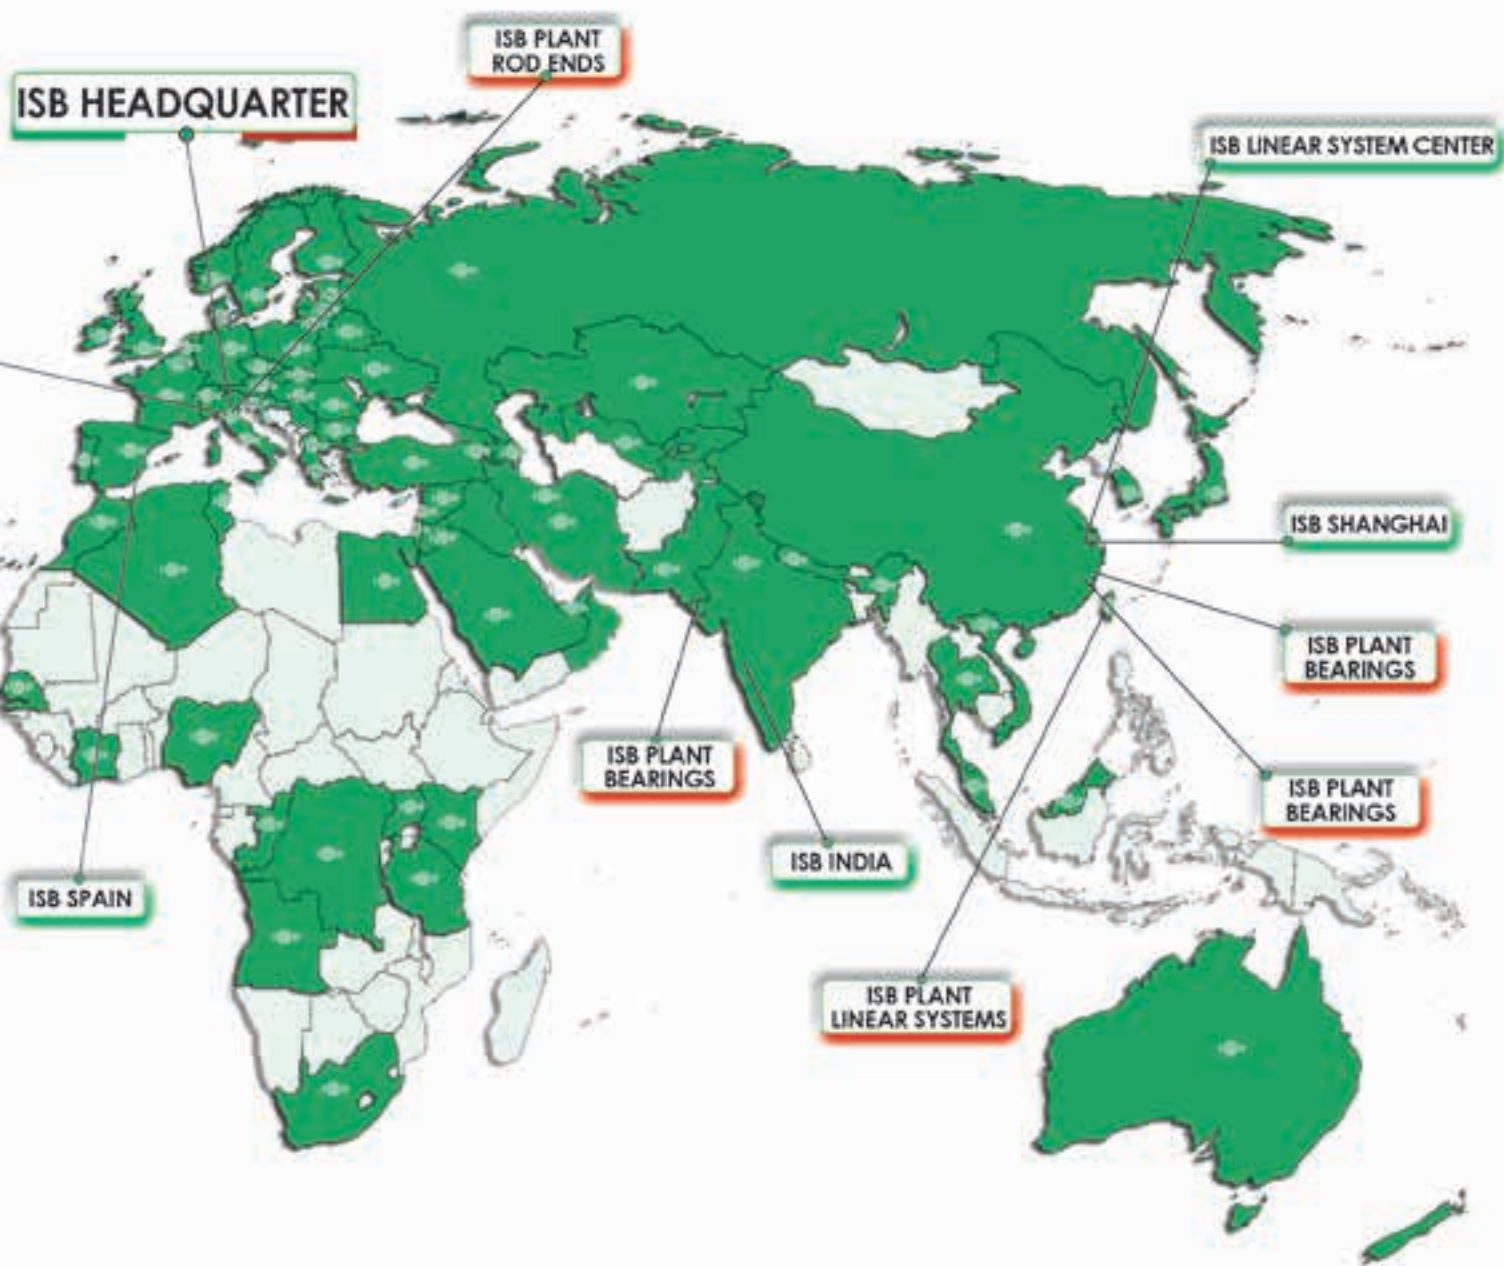 ISB PLANT
ROD ENDS
ISB HEADQUARTER
ISB LINEAR SYSTEM CENTER
ISB SHANGHAI
ISB PLANT
BEARINGS
ISB PLANT
BEARINGS
ISB PLANT
BEARINGS
ISB INDIA
ISB SPAIN
ISB PLANT
LINEAR SYSTEMS